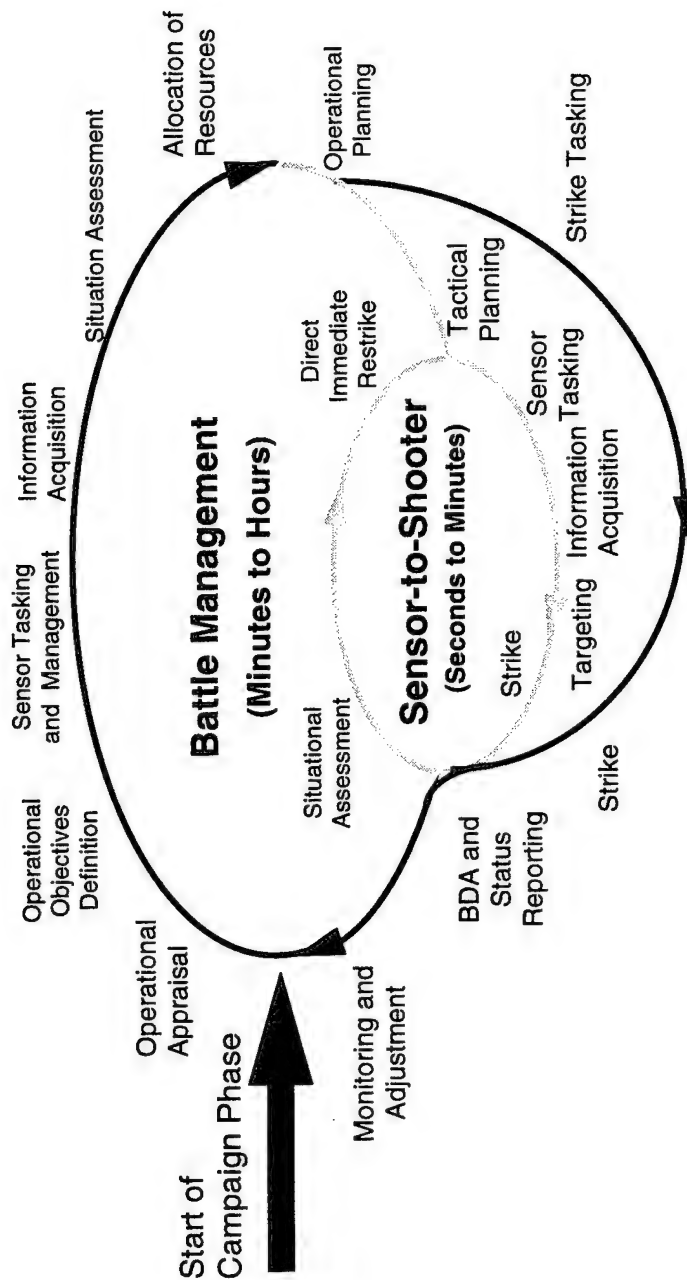 Start of
Campaign Phase
Operational
Appraisal
Operational
Objectives
Definition
Sensor Tasking
and Management
Information
Acquisition
Situation Assessment
Allocation of
Resources
Battle Management
(Minutes to Hours)
Operational
Planning
Situational
Assessment
Direct
Immediate
Restrike
Sensor-to-Shooter
(Seconds to Minutes)
Tactical
Planning
Sensor
Tasking
Information
Acquisition
Targeting
Strike
Strike Tasking
Strike
BDA and
Status
Reporting
Monitoring and
Adjustment